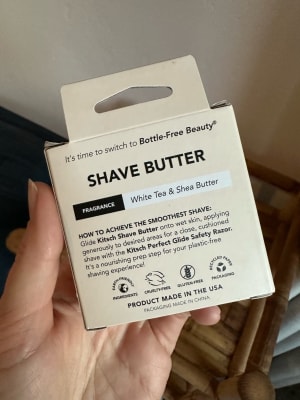 It's time to switch to Bottle-Free Beauty®
SHAVE BUTTER
FRAGRANCE White Tea & Shea Butter
HOW TO ACHIEVE THE SMOOTHEST SHAVE:
Glide Kitsch Shave Butter onto wet skin, applying
generously to desired areas for a close, cushioned
shave with the Kitsch Perfect Glide Safety Razor.
It's a nourishing prep step for your plastic-free
shaving experience!
INGREDIENTS
CRUELTY-FREE
GLUTEN-FREE
RECYCLED PAPER
PACKAGING
PRODUCT MADE IN THE USA
PACKAGING MADE IN CHINA